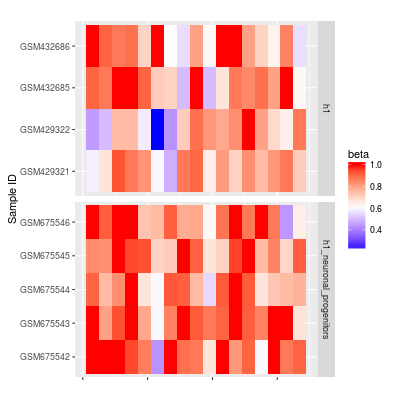 Sample ID
GSM432686
GSM432685
GSM429322
GSM429321
h1
GSM675546
GSM675545
GSM675544
GSM675543
GSM675542
h1_neuronal_progenitors
beta
1.0
0.8
0.6
0.4